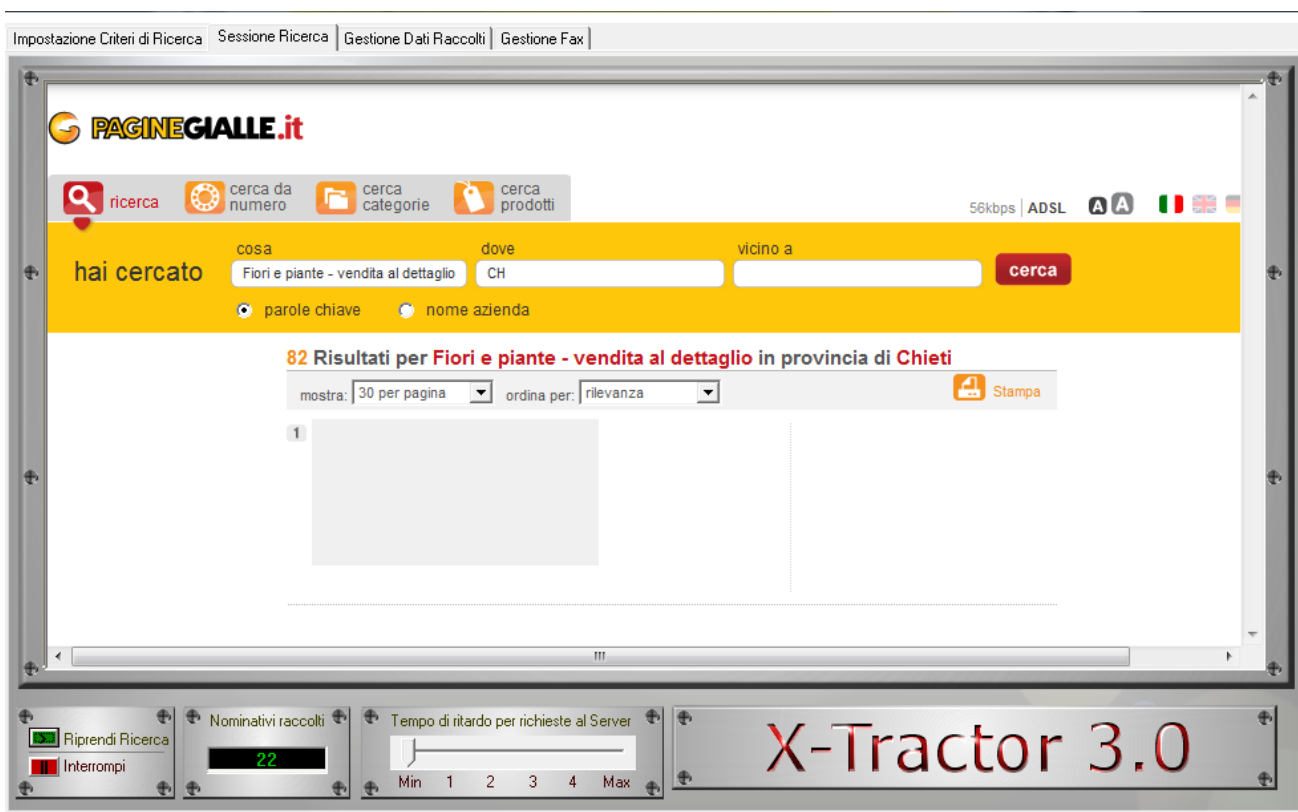 Impostazione Criteri di Ricerca Sessione Ricerca Gestione Dati Raccolti Gestione Fax
PAGINEGIALLE.it
ricerca
cerca da numero
cerca categorie
cerca prodotti
56kbps | ADSL A A
cosa dove vicino a
hai cercato Fiori e piante - vendita al dettaglio CH cerca
parole chiave nome azienda
82 Risultati per Fiori e piante - vendita al dettaglio in provincia di Chieti
mostra: 30 per pagina ordina per: rilevanza Stampa
1
Riprendi Ricerca
Interrompi
Nominativi raccolti
22
Tempo di ritardo per richieste al Server
Min 1 2 3 4 Max
X-Tractor 3.0